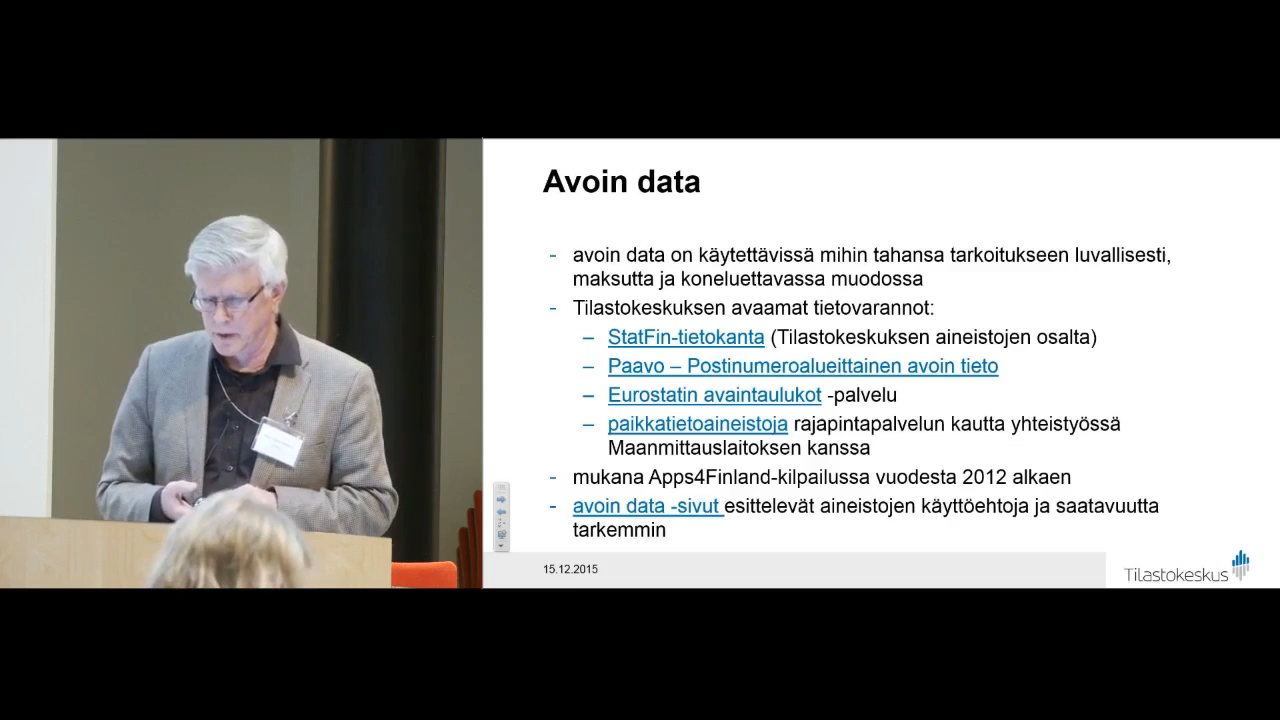 Avoin data
- avoin data on käytettävissä mihin tahansa tarkoitukseen luvallisesti,
maksutta ja koneluettavassa muodossa
- Tilastokeskuksen avaamat tietovarannot:
– StatFin-tietokanta (Tilastokeskuksen aineistojen osalta)
– Paavo – Postinumeroalueittainen avoin tieto
– Eurostatin avaintaulukot -palvelu
– paikkatietoaineistoja rajapintapalvelun kautta yhteistyössä
Maanmittauslaitoksen kanssa
- mukana Apps4Finland-kilpailussa vuodesta 2012 alkaen
- avoin data -sivut esittelevät aineistojen käyttöehtoja ja saatavuutta
tarkemmin
15.12.2015
Tilastokeskus